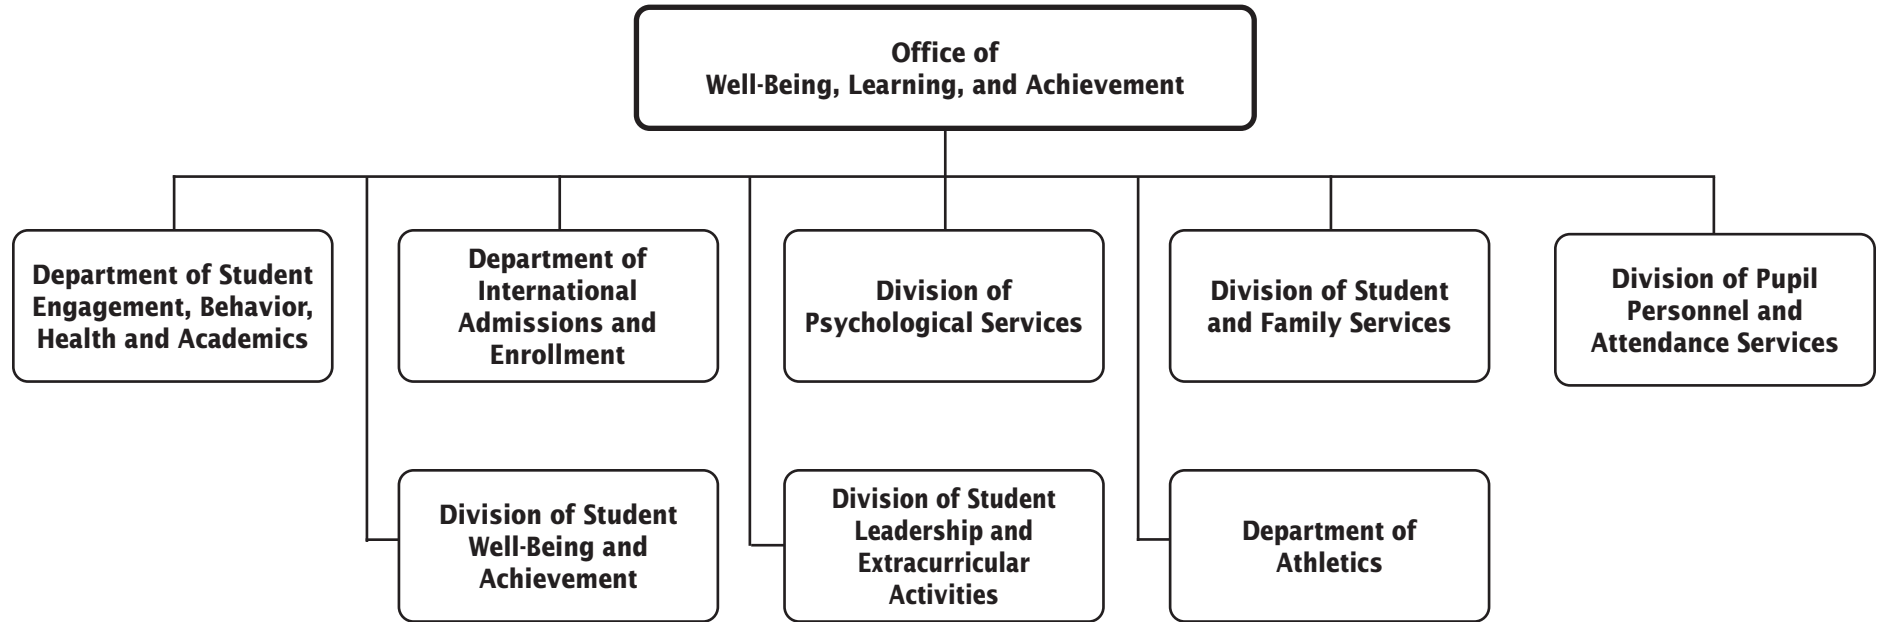 Office of
Well-Being, Learning, and Achievement
Department of Student
Engagement, Behavior,
Health and Academics
Department of
International
Admissions and
Enrollment
Division of
Psychological Services
Division of Student
and Family Services
Division of Pupil
Personnel and
Attendance Services
Division of Student
Well-Being and
Achievement
Division of Student
Leadership and
Extracurricular
Activities
Department of
Athletics